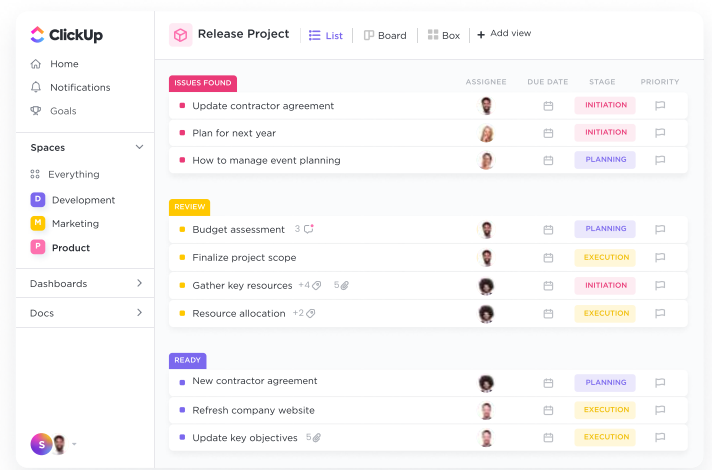 ClickUp
Home
Notifications
Goals
Spaces
Everything
D Development
M Marketing
P Product
Dashboards
Docs
S
Release Project List Board Box + Add view
ISSUES FOUND ASSIGNEE DUE DATE STAGE PRIORITY
Update contractor agreement INITIATION
Plan for next year INITIATION
How to manage event planning PLANNING
REVIEW
Budget assessment 3 PLANNING
Finalize project scope EXECUTION
Gather key resources +4 5 INITIATION
Resource allocation +2 EXECUTION
READY
New contractor agreement PLANNING
Refresh company website EXECUTION
Update key objectives 5 EXECUTION